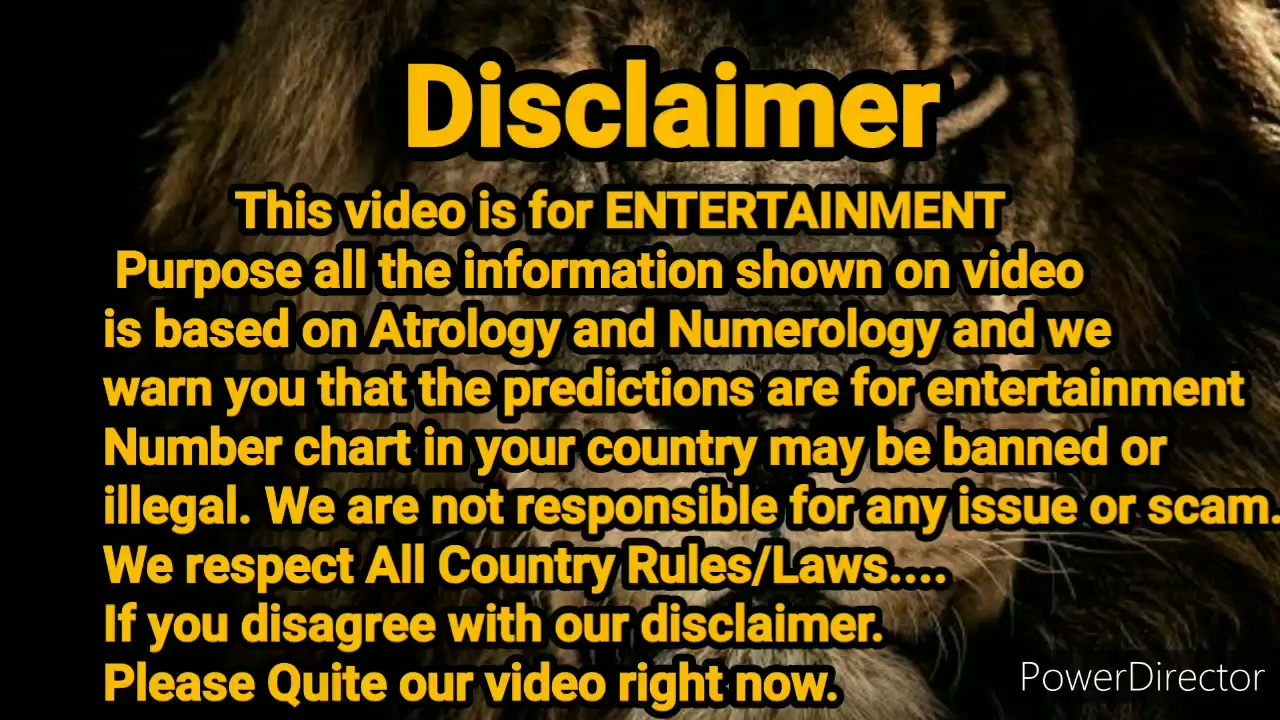 Disclaimer
This video is for ENTERTAINMENT
Purpose all the information shown on video
is based on Atrology and Numerology and we
warn you that the predictions are for entertainment
Number chart in your country may be banned or
illegal. We are not responsible for any issue or scam.
We respect All Country Rules/Laws....
If you disagree with our disclaimer.
Please Quite our video right now.
PowerDirector